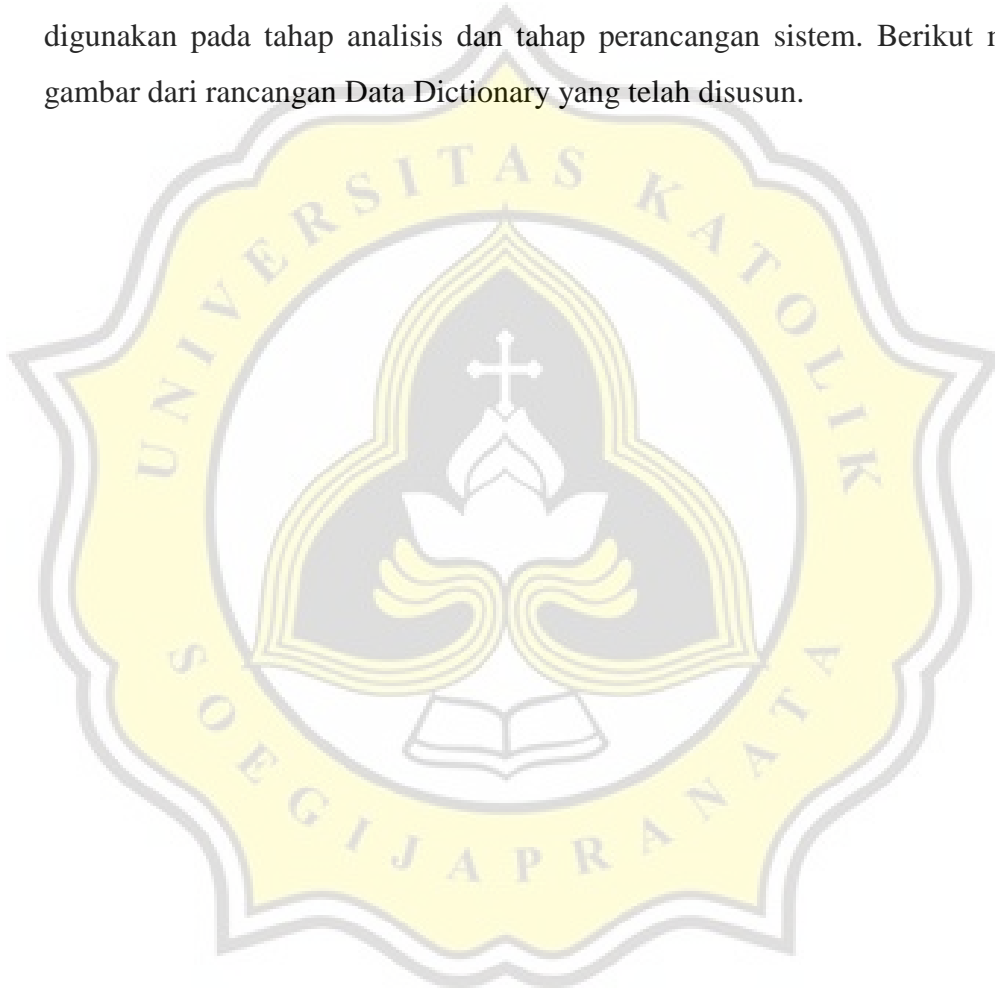 digunakan pada tahap analisis dan tahap perancangan sistem. Berikut
gambar dari rancangan Data Dictionary yang telah disusun.
UNIVERSITAS KATOLIK
SOEGIJAPRANATA